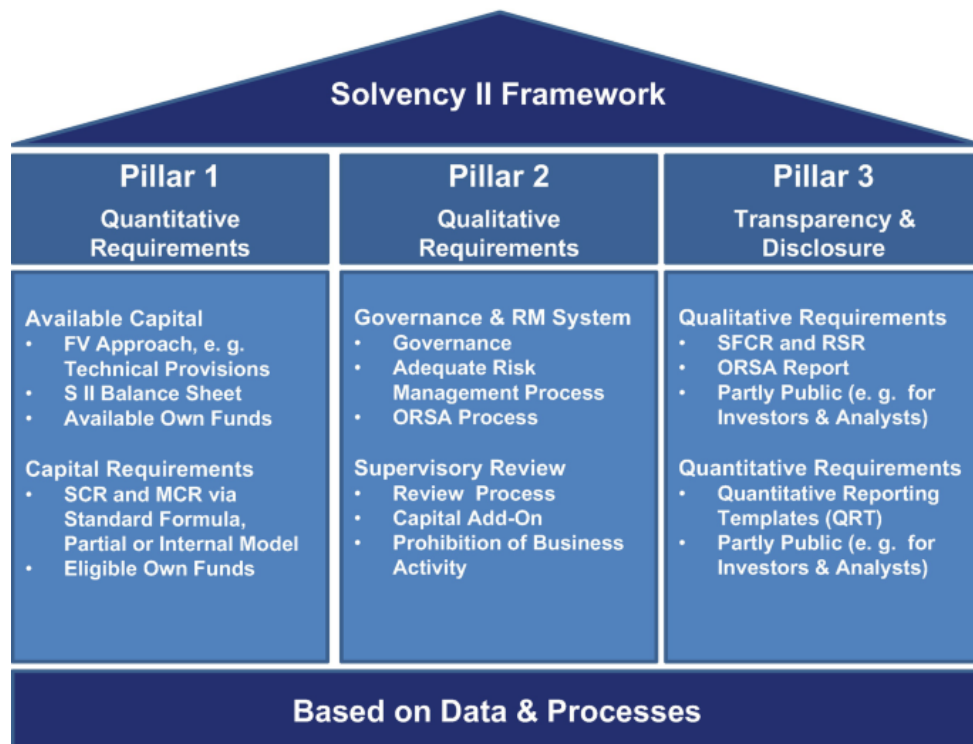 Solvency II Framework
Pillar 1
Quantitative
Requirements
Available Capital
• FV Approach, e. g.
Technical Provisions
• S II Balance Sheet
• Available Own Funds
Capital Requirements
• SCR and MCR via
Standard Formula,
Partial or Internal Model
• Eligible Own Funds
Pillar 2
Qualitative
Requirements
Governance & RM System
• Governance
• Adequate Risk
Management Process
• ORSA Process
Supervisory Review
• Review Process
• Capital Add-On
• Prohibition of Business
Activity
Pillar 3
Transparency &
Disclosure
Qualitative Requirements
• SFCR and RSR
• ORSA Report
• Partly Public (e. g. for
Investors & Analysts)
Quantitative Requirements
• Quantitative Reporting
Templates (QRT)
• Partly Public (e. g. for
Investors & Analysts)
Based on Data & Processes